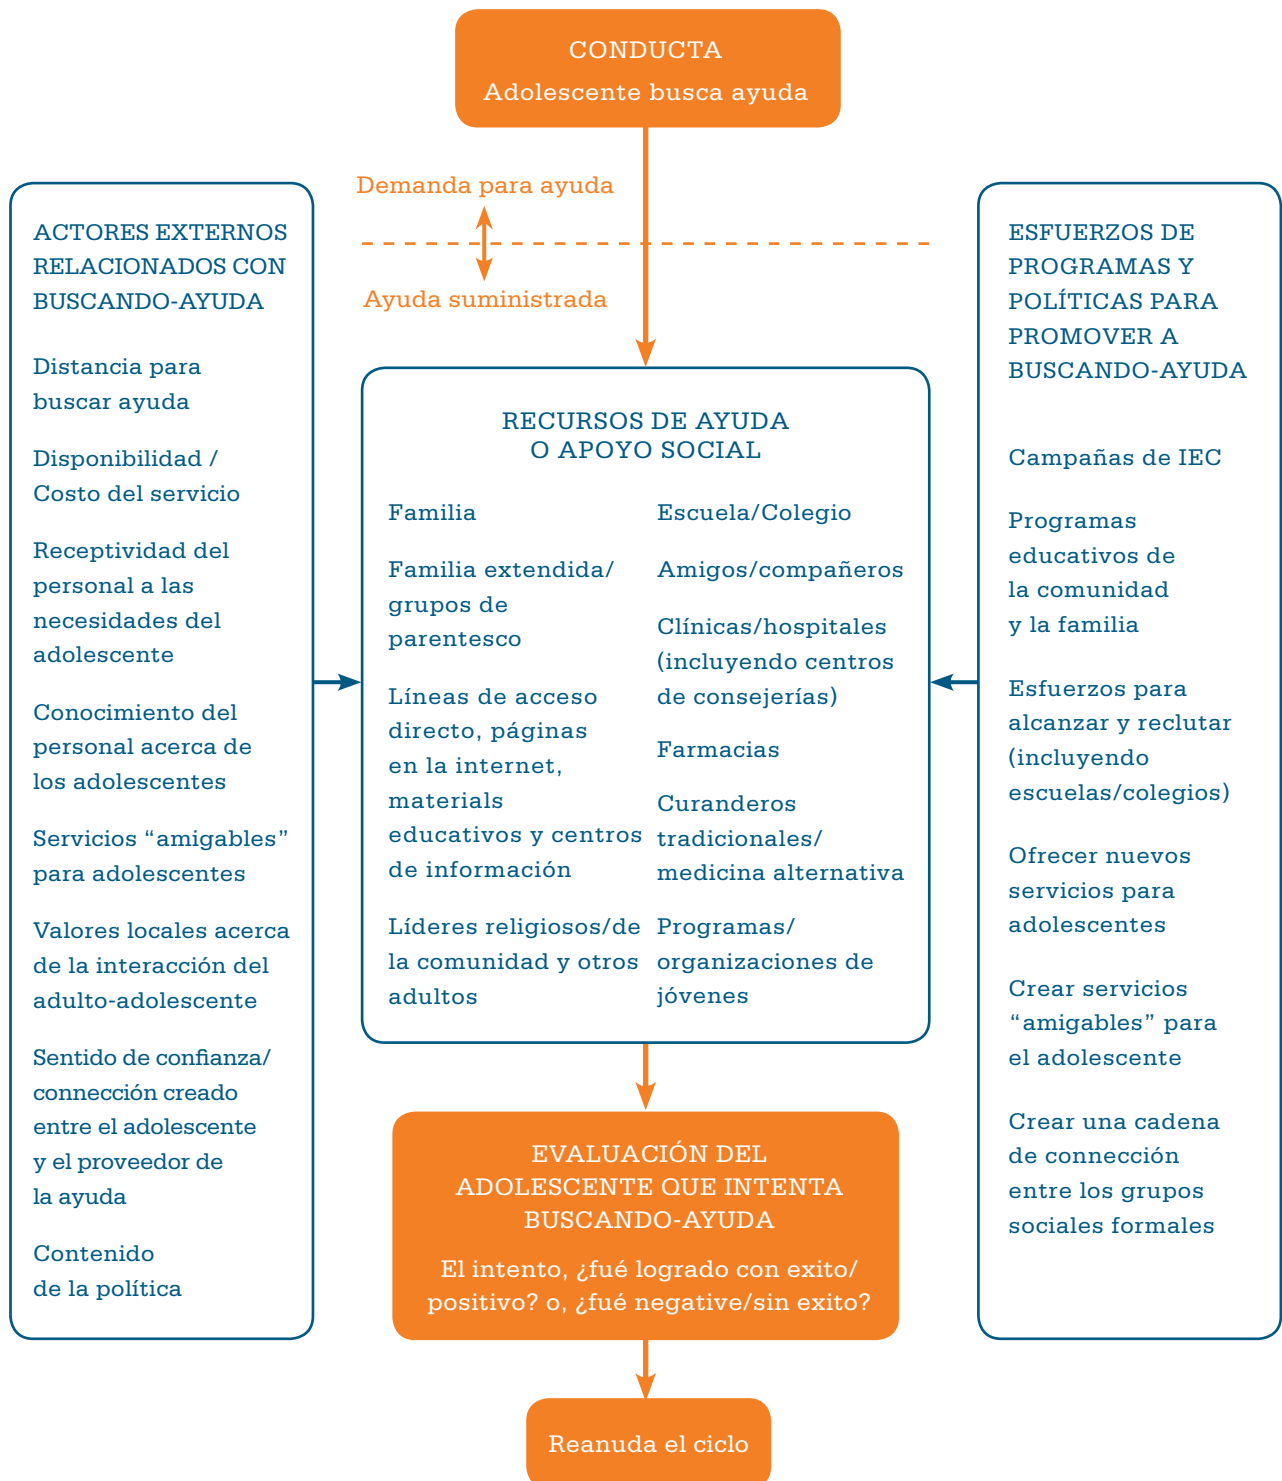 CONDUCTA
Adolescente busca ayuda
Demanda para ayuda
Ayuda suministrada
ACTORES EXTERNOS
RELACIONADOS CON
BUSCANDO-AYUDA
Distancia para
buscar ayuda
Disponibilidad /
Costo del servicio
Receptividad del
personal a las
necesidades del
adolescente
Conocimiento del
personal acerca de
los adolescentes
Servicios “amigables”
para adolescentes
Valores locales acerca
de la interacción del
adulto-adolescente
Sentido de confianza/
connección creado
entre el adolescente
y el proveedor de
la ayuda
Contenido
de la política
RECURSOS DE AYUDA
O APOYO SOCIAL
Familia
Familia extendida/
grupos de
parentesco
Líneas de acceso
directo, páginas
en la internet,
materials
educativos y centros
de información
Líderes religiosos/de
la comunidad y otros
adultos
Escuela/Colegio
Amigos/compañeros
Clínicas/hospitales
(incluyendo centros
de consejerías)
Farmacias
Curanderos
tradicionales/
medicina alternativa
Programas/
organizaciones de
jóvenes
ESFUERZOS DE
PROGRAMAS Y
POLÍTICAS PARA
PROMOVER A
BUSCANDO-AYUDA
Campañas de IEC
Programas
educativos de
la comunidad
y la familia
Esfuerzos para
alcanzar y reclutar
(incluyendo
escuelas/colegios)
Ofrecer nuevos
servicios para
adolescentes
Crear servicios
“amigables” para
el adolescente
Crear una cadena
de connección
entre los grupos
sociales formales
EVALUACIÓN DEL
ADOLESCENTE QUE INTENTA
BUSCANDO-AYUDA
El intento, ¿fué logrado con exito/
positivo? o, ¿fué negative/sin exito?
Reanuda el ciclo